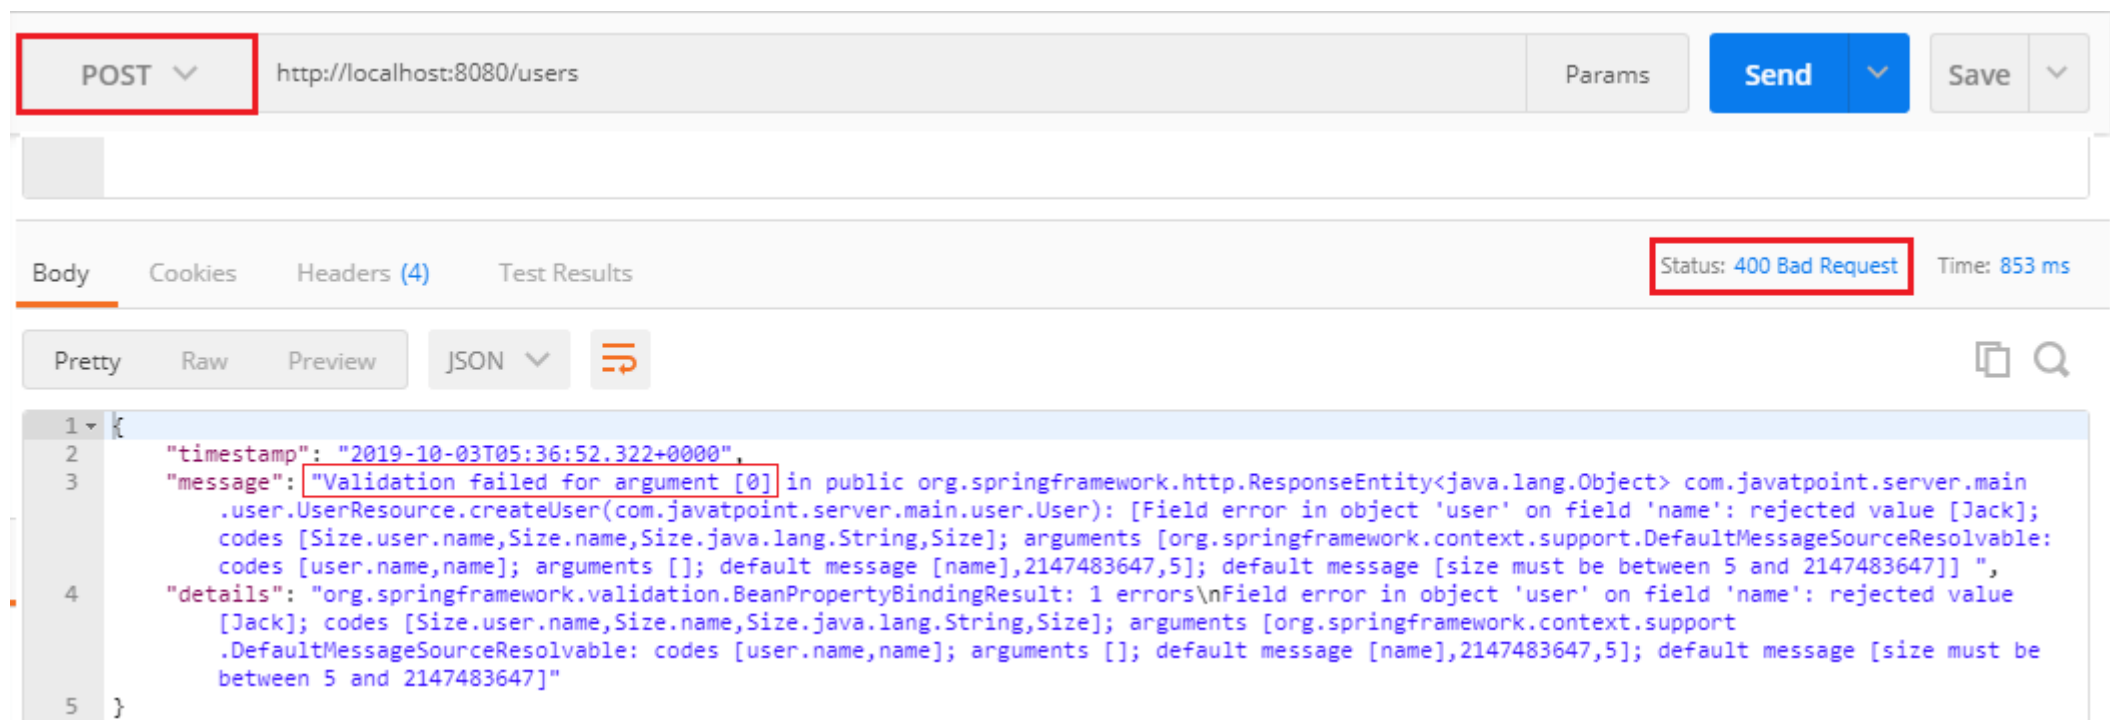 POST http://localhost:8080/users Params Send Save
Body Cookies Headers (4) Test Results Status: 400 Bad Request Time: 853 ms
Pretty Raw Preview JSON
1 {
2 "timestamp": "2019-10-03T05:36:52.322+0000",
3 "message": "Validation failed for argument [0] in public org.springframework.http.ResponseEntity<java.lang.Object> com.javatpoint.server.main
.user.UserResource.createUser(com.javatpoint.server.main.user.User): [Field error in object 'user' on field 'name': rejected value [Jack];
codes [Size.user.name,Size.name,Size.java.lang.String,Size]; arguments [org.springframework.context.support.DefaultMessageSourceResolvable:
codes [user.name,name]; arguments []; default message [name],2147483647,5]; default message [size must be between 5 and 2147483647]] ",
4 "details": "org.springframework.validation.BeanPropertyBindingResult: 1 errors\nField error in object 'user' on field 'name': rejected value
[Jack]; codes [Size.user.name,Size.name,Size.java.lang.String,Size]; arguments [org.springframework.context.support
.DefaultMessageSourceResolvable: codes [user.name,name]; arguments []; default message [name],2147483647,5]; default message [size must be
between 5 and 2147483647]"
5 }